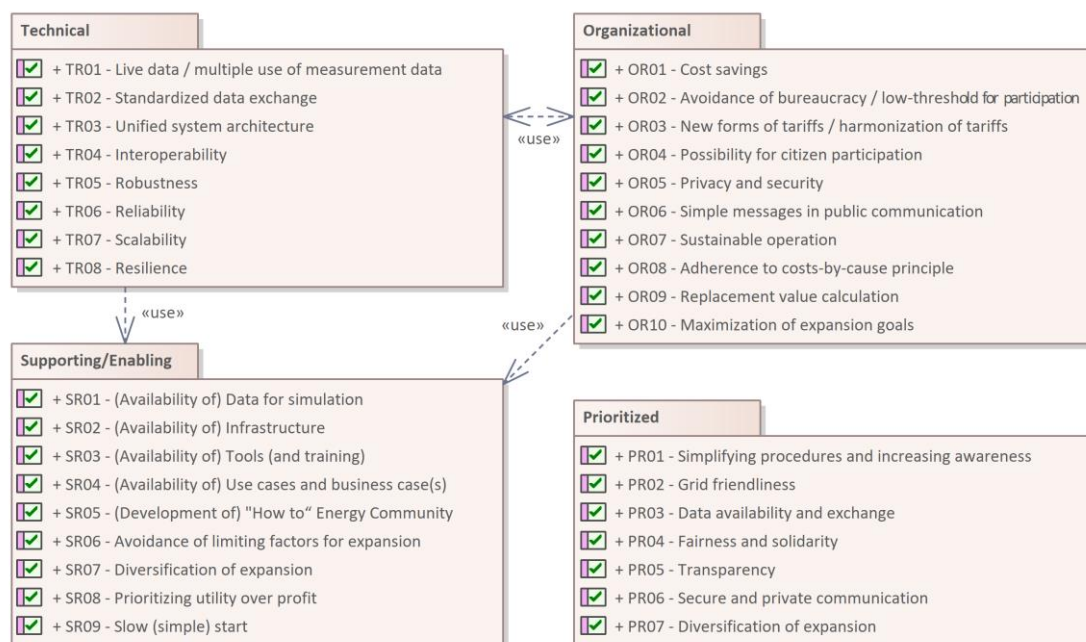 Technical
+ TR01 - Live data / multiple use of measurement data
+ TR02 - Standardized data exchange
+ TR03 - Unified system architecture
+ TR04 - Interoperability
+ TR05 - Robustness
+ TR06 - Reliability
+ TR07 - Scalability
+ TR08 - Resilience
«use»
Organizational
+ OR01 - Cost savings
+ OR02 - Avoidance of bureaucracy / low-threshold for participation
+ OR03 - New forms of tariffs / harmonization of tariffs
+ OR04 - Possibility for citizen participation
+ OR05 - Privacy and security
+ OR06 - Simple messages in public communication
+ OR07 - Sustainable operation
+ OR08 - Adherence to costs-by-cause principle
+ OR09 - Replacement value calculation
+ OR10 - Maximization of expansion goals
«use»
«use»
Supporting/Enabling
+ SR01 - (Availability of) Data for simulation
+ SR02 - (Availability of) Infrastructure
+ SR03 - (Availability of) Tools (and training)
+ SR04 - (Availability of) Use cases and business case(s)
+ SR05 - (Development of) "How to“ Energy Community
+ SR06 - Avoidance of limiting factors for expansion
+ SR07 - Diversification of expansion
+ SR08 - Prioritizing utility over profit
+ SR09 - Slow (simple) start
Prioritized
+ PR01 - Simplifying procedures and increasing awareness
+ PR02 - Grid friendliness
+ PR03 - Data availability and exchange
+ PR04 - Fairness and solidarity
+ PR05 - Transparency
+ PR06 - Secure and private communication
+ PR07 - Diversification of expansion